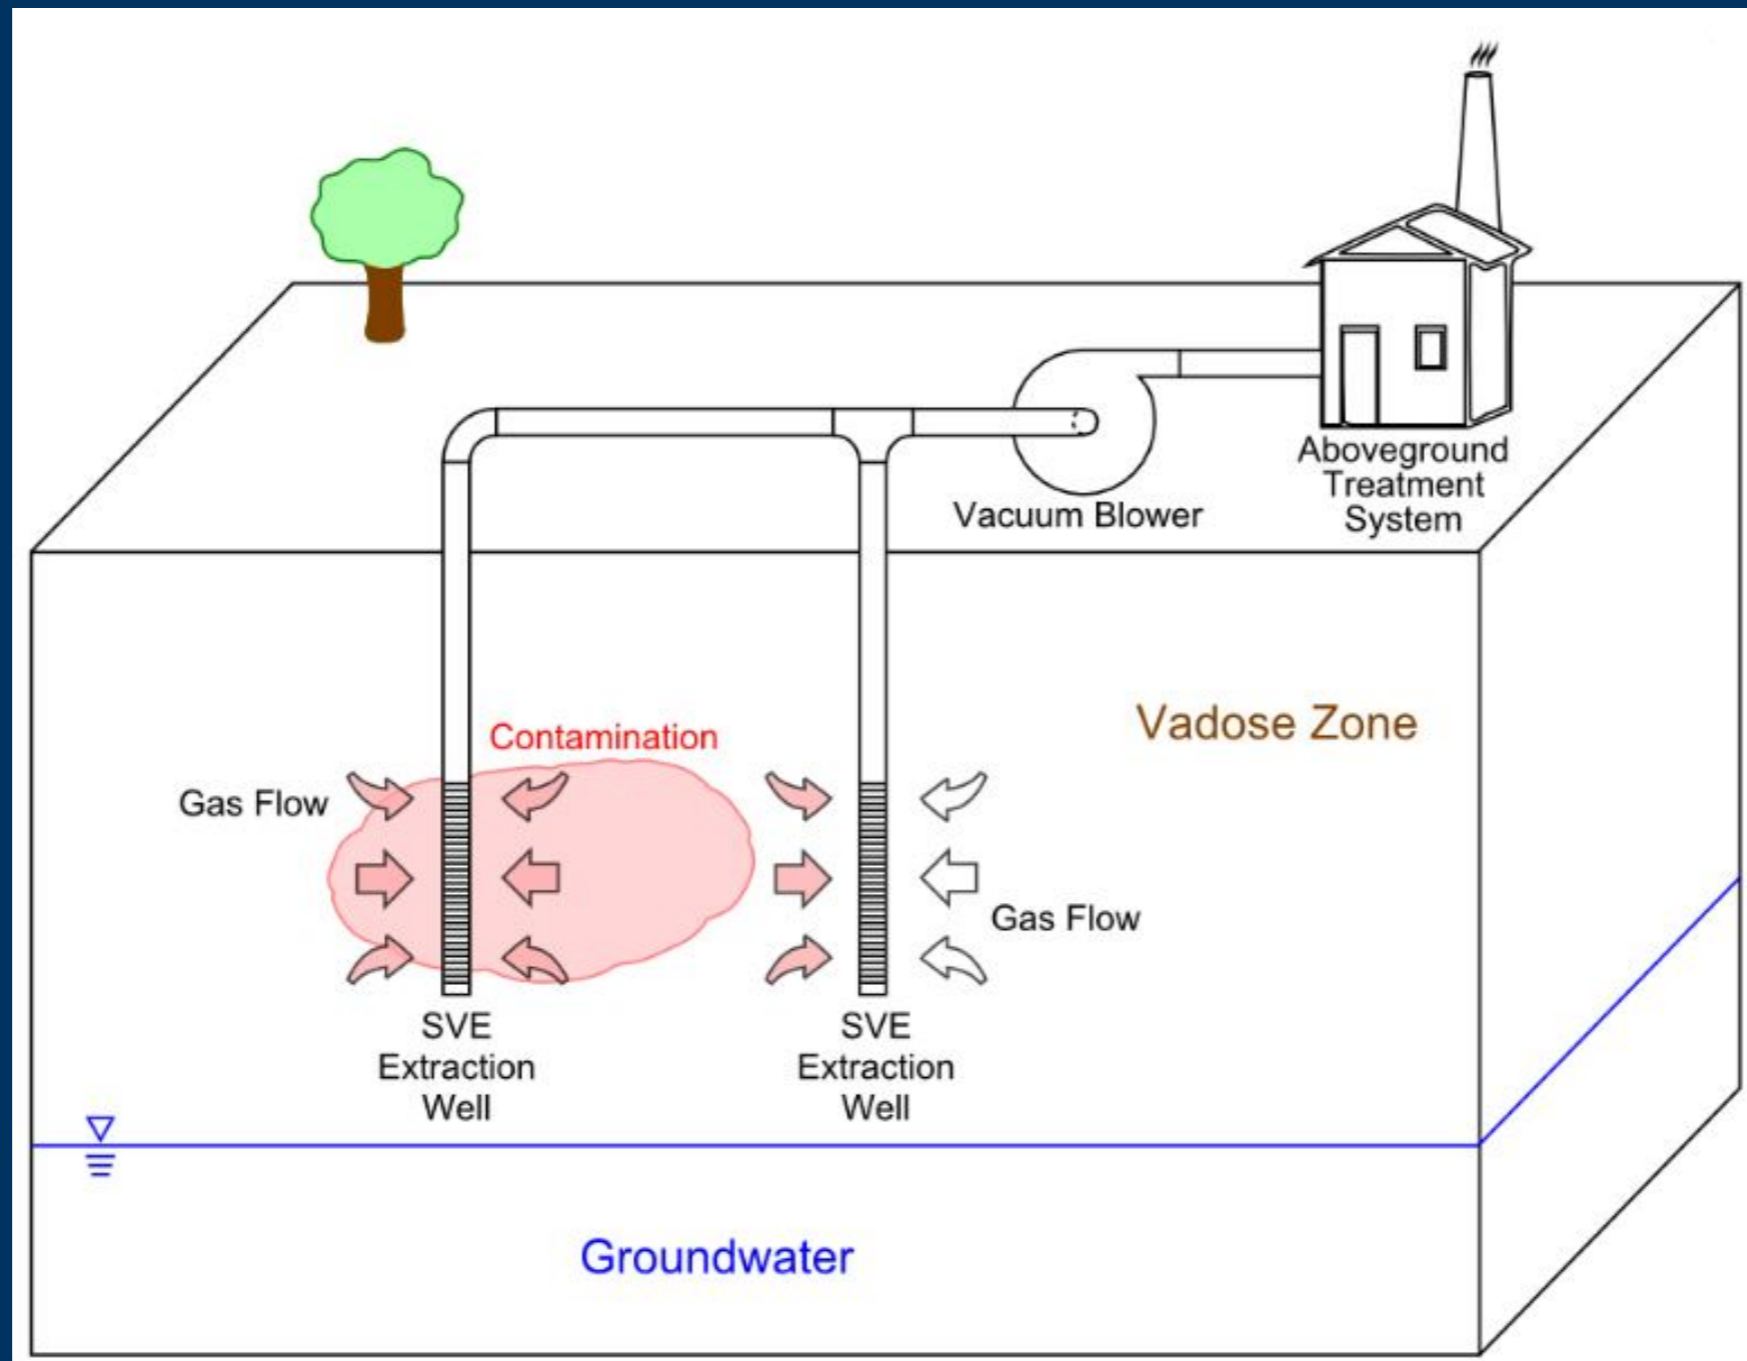 Aboveground
Treatment
System
Vacuum Blower
Contamination
Vadose Zone
Gas Flow
Gas Flow
SVE
Extraction
Well
SVE
Extraction
Well
Groundwater